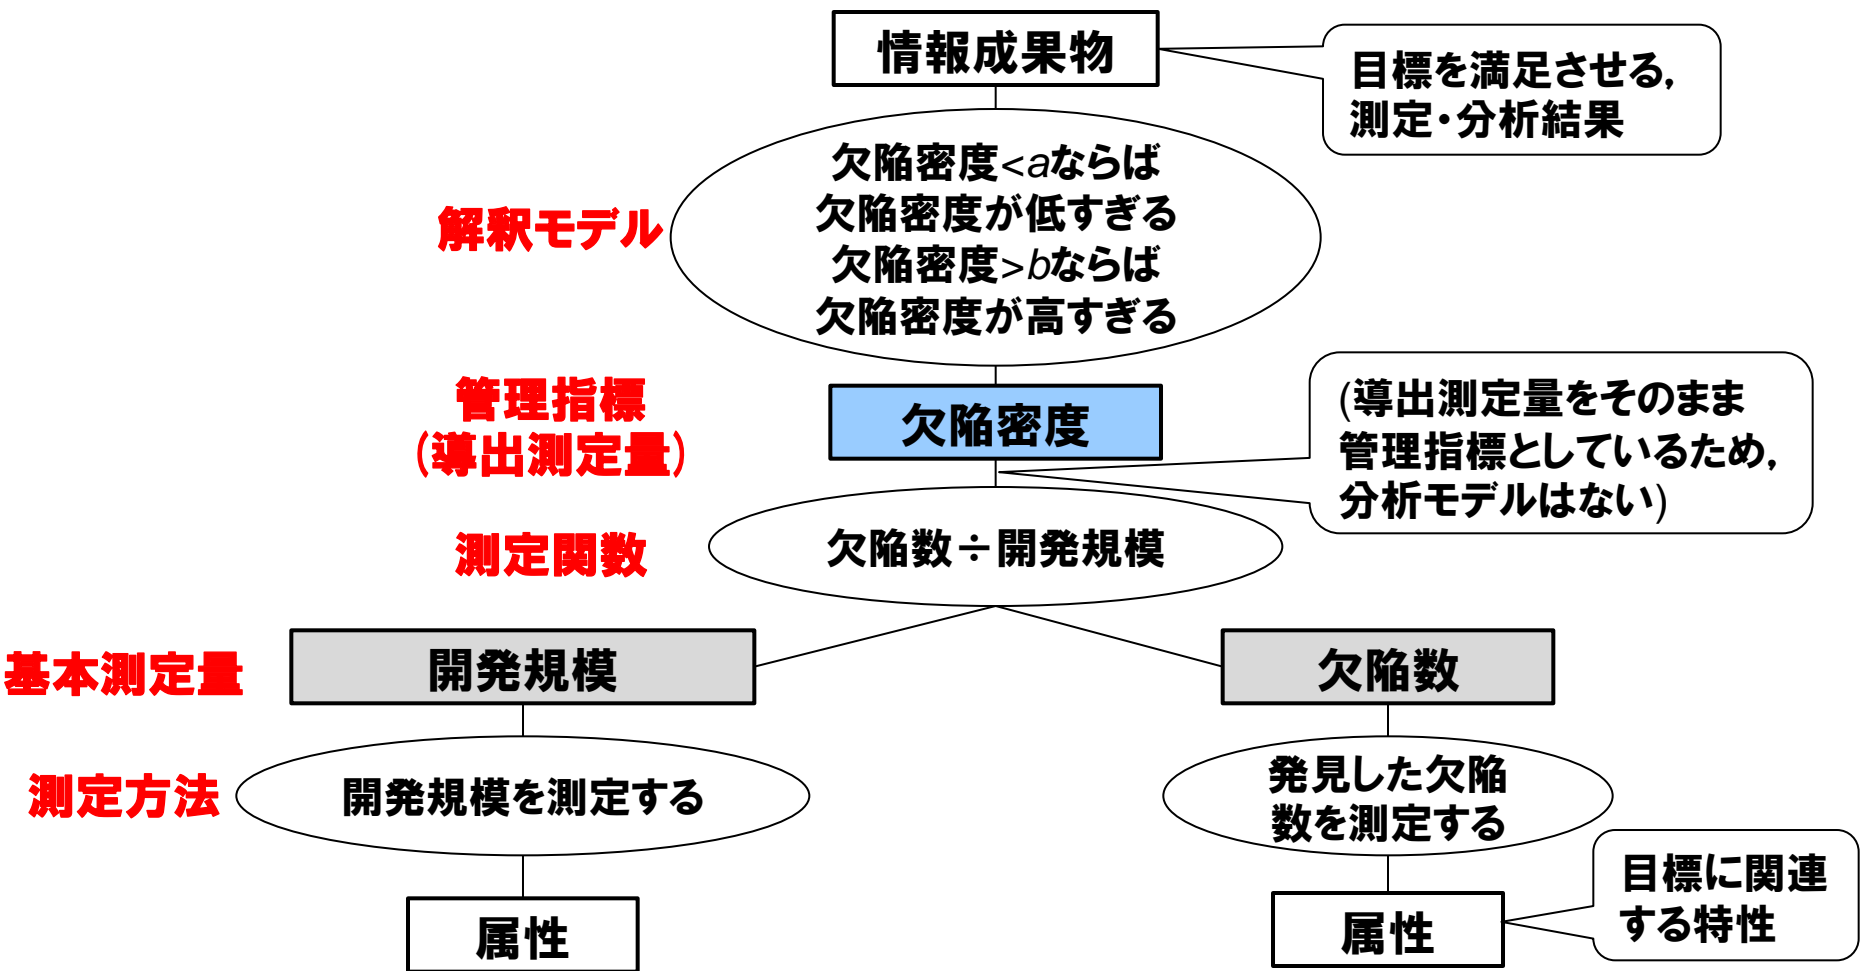 情報成果物
目標を満足させる,
測定・分析結果
解釈モデル
欠陥密度<aならば
欠陥密度が低すぎる
欠陥密度>bならば
欠陥密度が高すぎる
管理指標
(導出測定量)
欠陥密度
(導出測定量をそのまま
管理指標としているため,
分析モデルはない)
測定関数
欠陥数÷開発規模
基本測定量
開発規模
欠陥数
測定方法
開発規模を測定する
発見した欠陥
数を測定する
属性
属性
目標に関連
する特性